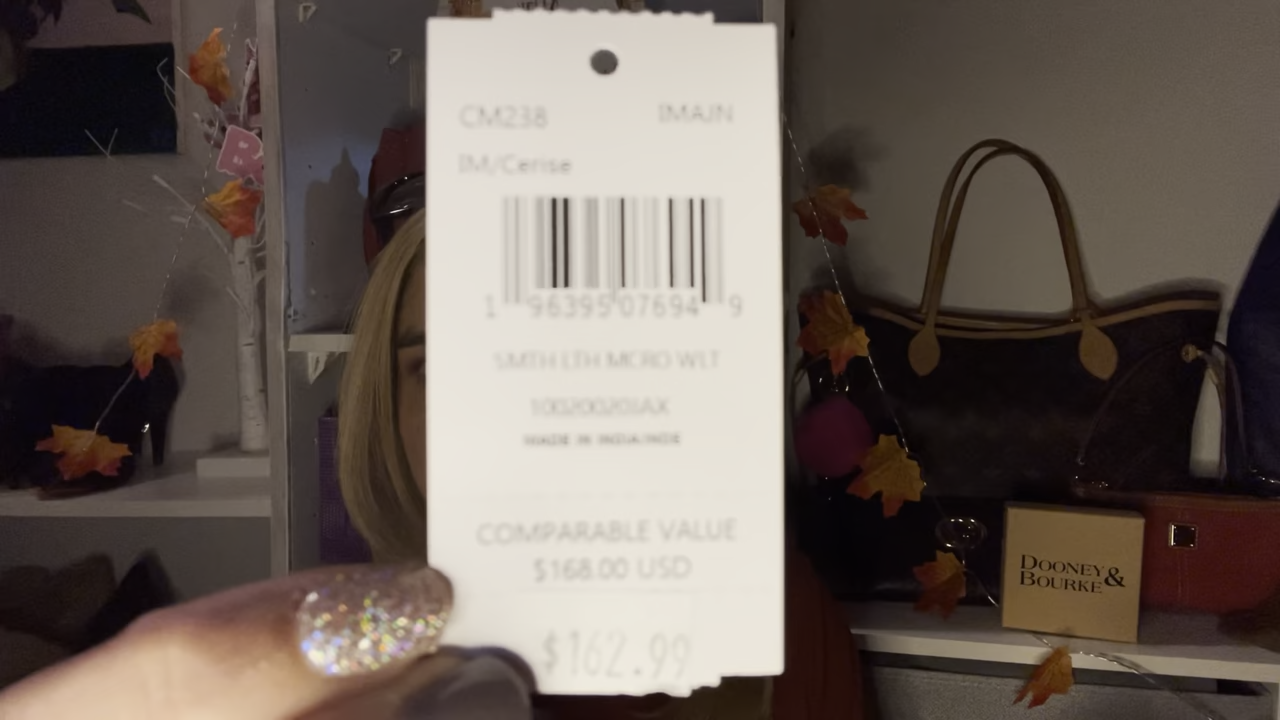 CM238 IMAJN
IM/Cerise
1 96395 07694 9
SMTH LTH MCRO WLT
MADE IN INDIA/INDE
COMPARABLE VALUE
$168.00 USD
$162.99
DOONEY &
BOURKE